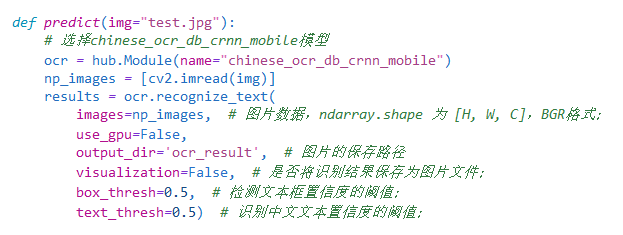 def predict(img="test.jpg"):
    # 选择chinese_ocr_db_crnn_mobile模型
    ocr = hub.Module(name="chinese_ocr_db_crnn_mobile")
    np_images = [cv2.imread(img)]
    results = ocr.recognize_text(
        images=np_images,  # 图片数据，ndarray.shape 为 [H, W, C]，BGR格式；
        use_gpu=False,
        output_dir='ocr_result',  # 图片的保存路径
        visualization=False,  # 是否将识别结果保存为图片文件；
        box_thresh=0.5,  # 检测文本框置信度的阈值；
        text_thresh=0.5)  # 识别中文文本置信度的阈值；